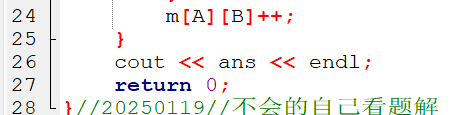 24 m[A][B]++;
25 }
26 cout << ans << endl;
27 return 0;
28 }//20250119//不会的自己看题解